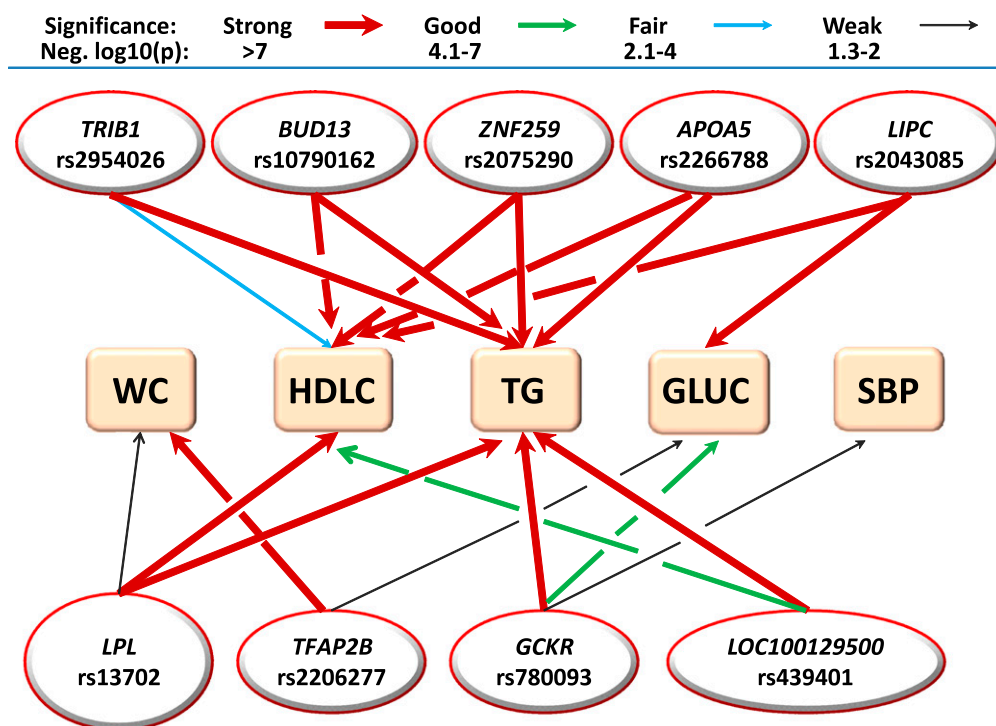 Significance: Strong Good Fair Weak
Neg. log10(p): >7 4.1-7 2.1-4 1.3-2
TRIB1 BUD13 ZNF259 APOA5 LIPC
rs2954026 rs10790162 rs2075290 rs2266788 rs2043085
WC HDLC TG GLUC SBP
LPL TFAP2B GCKR LOC100129500
rs13702 rs2206277 rs780093 rs439401